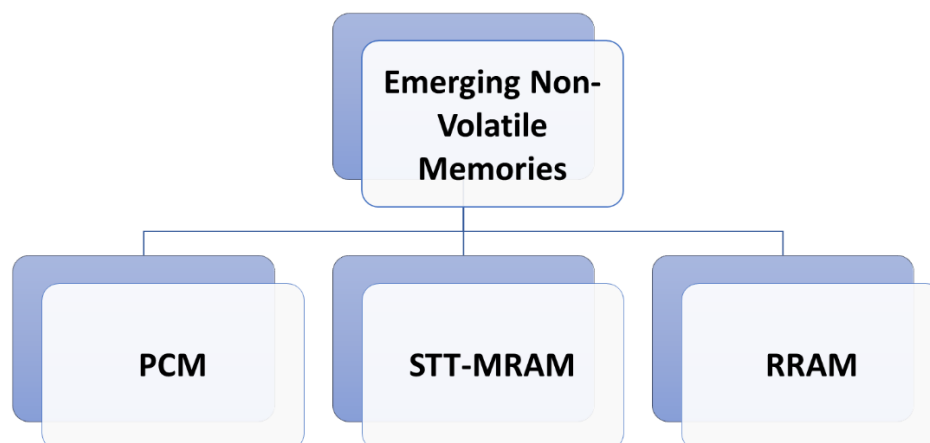 Emerging Non-
Volatile
Memories
PCM
STT-MRAM
RRAM